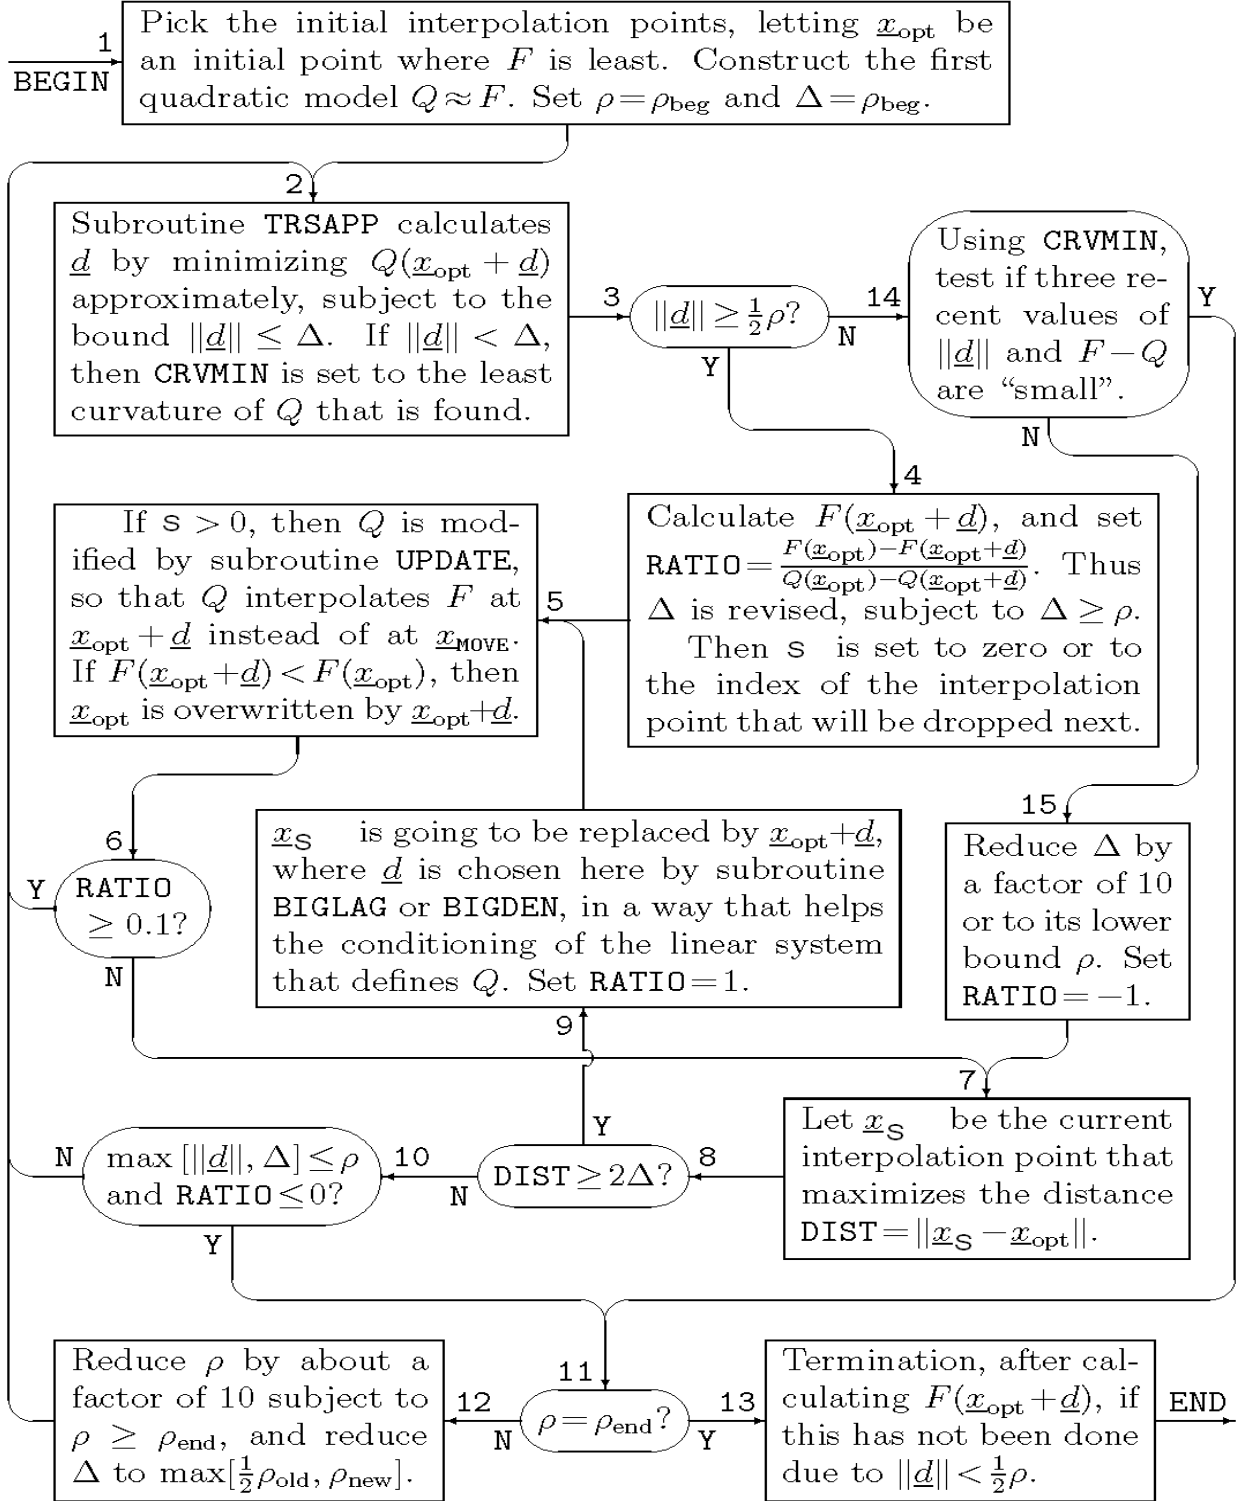 1
BEGIN
Pick the initial interpolation points, letting x_opt be
an initial point where F is least. Construct the first
quadratic model Q≈F. Set ρ=ρ_beg and Δ=ρ_beg.
2
Subroutine TRSAPP calculates
d by minimizing Q(x_opt + d)
approximately, subject to the
bound ||d|| ≤ Δ. If ||d|| < Δ,
then CRVMIN is set to the least
curvature of Q that is found.
3
||d|| ≥ ½ρ?
Y
N
14
Using CRVMIN,
test if three re-
cent values of
||d|| and F−Q
are “small”.
Y
N
4
Calculate F(x_opt + d), and set
RATIO = (F(x_opt)−F(x_opt+d))/(Q(x_opt)−Q(x_opt+d)). Thus
Δ is revised, subject to Δ ≥ ρ.
Then S is set to zero or to
the index of the interpolation
point that will be dropped next.
5
If S > 0, then Q is mod-
ified by subroutine UPDATE,
so that Q interpolates F at
x_opt + d instead of at x_MOVE.
If F(x_opt+d) < F(x_opt), then
x_opt is overwritten by x_opt+d.
6
RATIO
≥ 0.1?
Y
N
x_S is going to be replaced by x_opt+d,
where d is chosen here by subroutine
BIGLAG or BIGDEN, in a way that helps
the conditioning of the linear system
that defines Q. Set RATIO=1.
9
15
Reduce Δ by
a factor of 10
or to its lower
bound ρ. Set
RATIO=−1.
7
Let x_S be the current
interpolation point that
maximizes the distance
DIST=||x_S − x_opt||.
8
DIST ≥ 2Δ?
Y
N
10
max [||d||, Δ] ≤ ρ
and RATIO ≤ 0?
N
Y
11
ρ = ρ_end?
N
Y
12
Reduce ρ by about a
factor of 10 subject to
ρ ≥ ρ_end, and reduce
Δ to max[½ρ_old, ρ_new].
13
Termination, after cal-
culating F(x_opt+d), if
this has not been done
due to ||d|| < ½ρ.
END